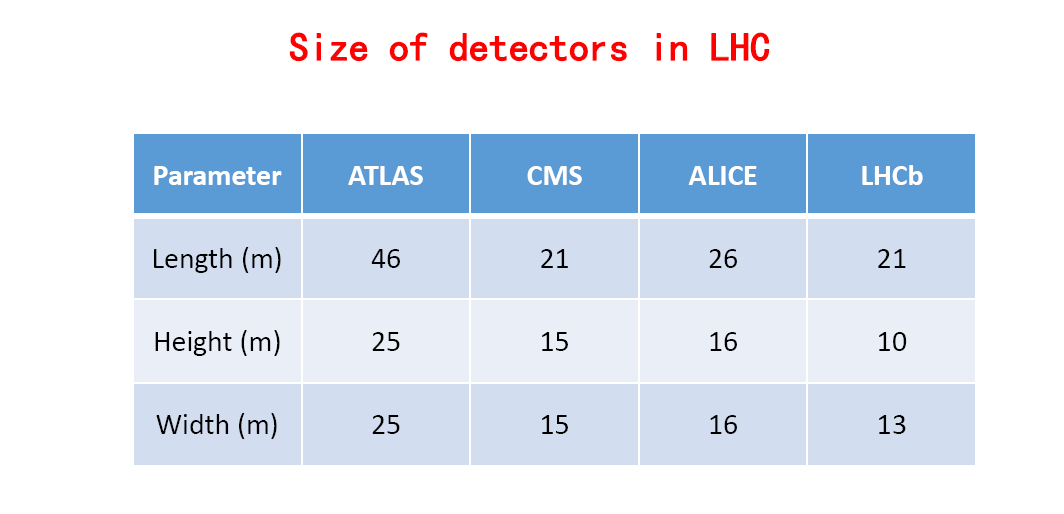 Size of detectors in LHC
Parameter ATLAS CMS ALICE LHCb
Length (m) 46 21 26 21
Height (m) 25 15 16 10
Width (m) 25 15 16 13